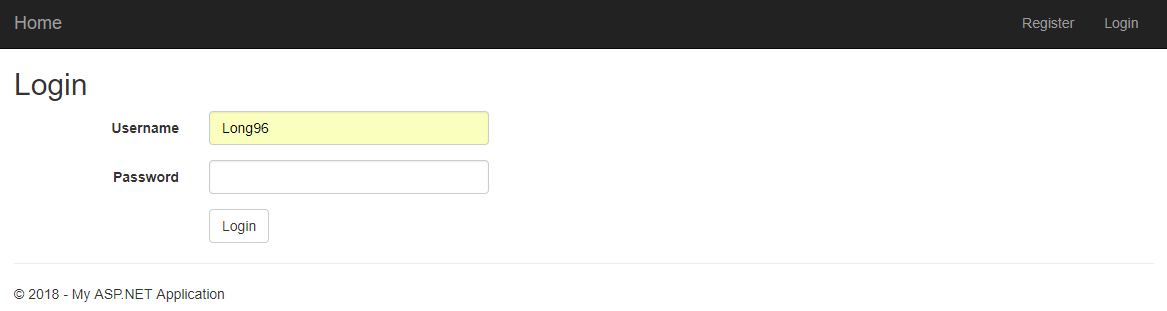 Home Register Login
Login
Username Long96
Password
Login
© 2018 - My ASP.NET Application